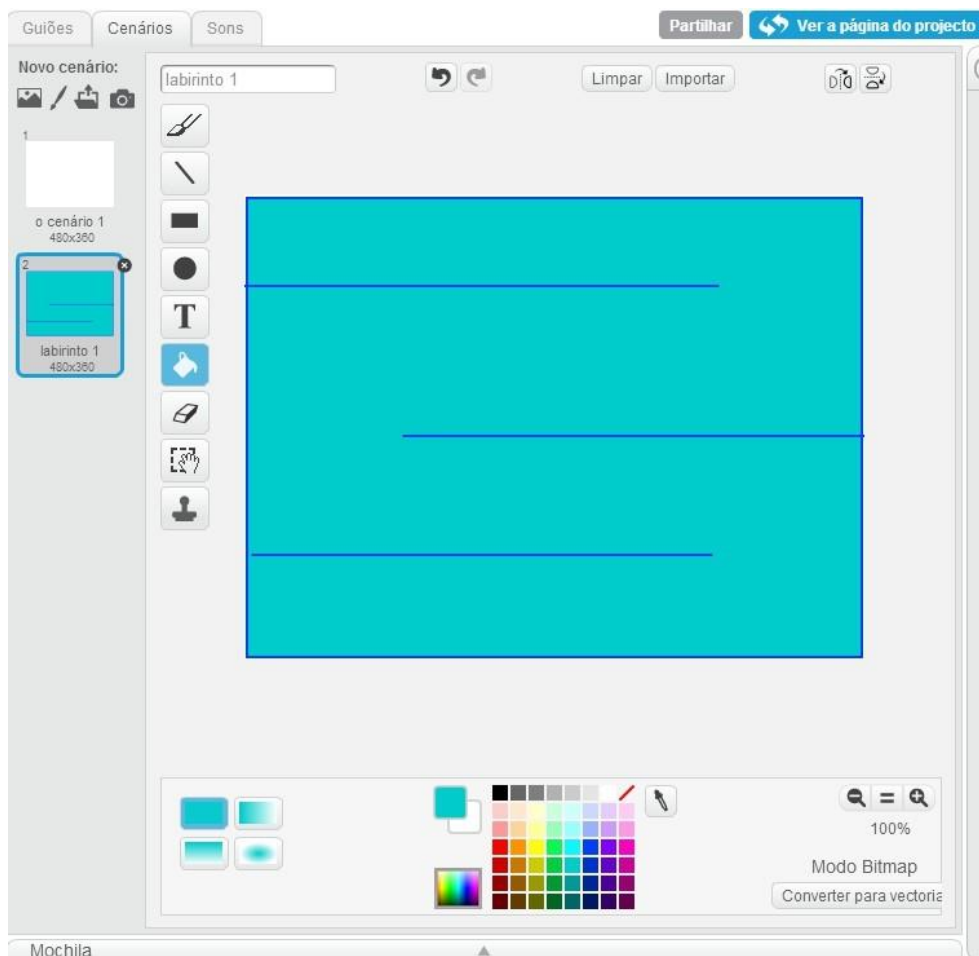 Guiões Cenários Sons Partilhar Ver a página do projecto
Novo cenário:
labirinto 1 Limpar Importar
1
o cenário 1
480x360
2
labirinto 1
480x360
T
100%
Modo Bitmap
Converter para vectoria
Mochila